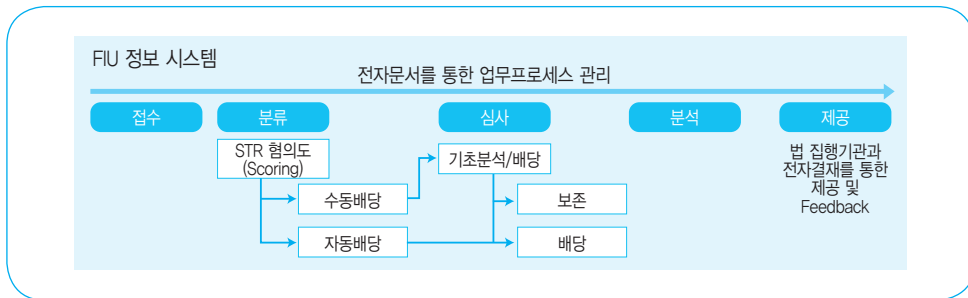 FIU 정보 시스템
전자문서를 통한 업무프로세스 관리
접수
분류
심사
분석
제공
STR 혐의도
(Scoring)
기초분석/배당
법 집행기관과
전자결재를 통한
제공 및
Feedback
수동배당
보존
자동배당
배당